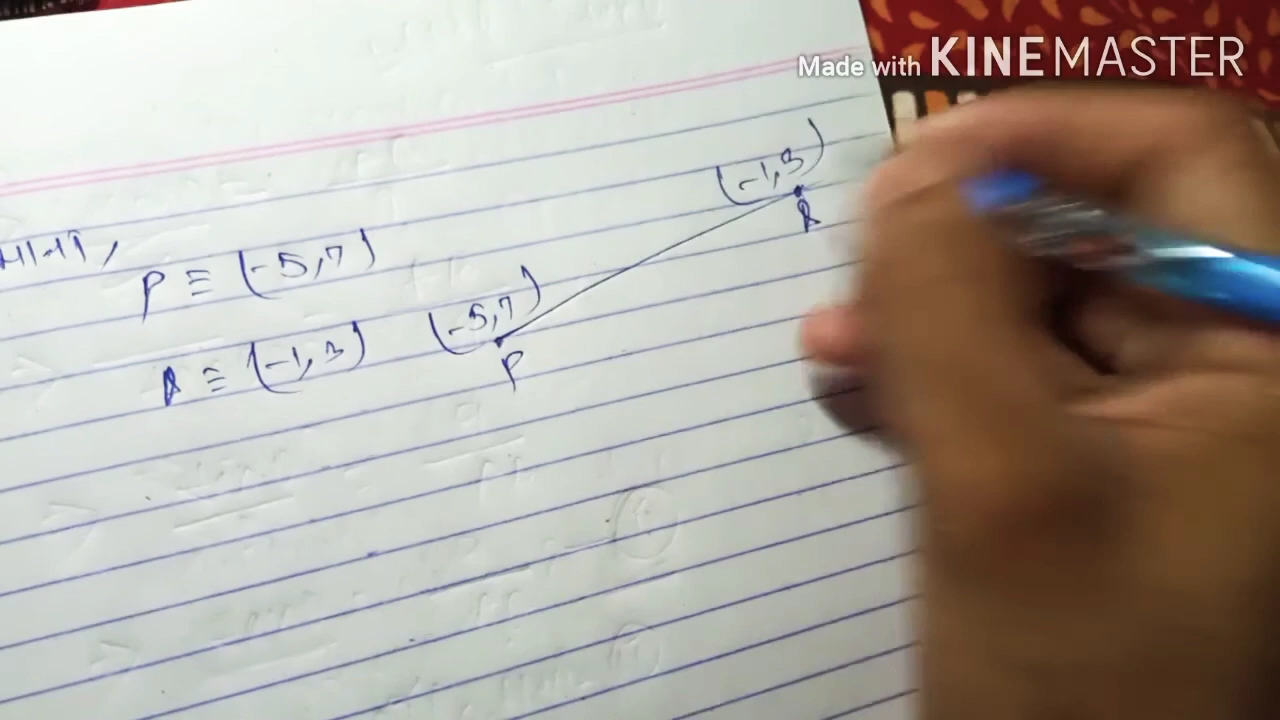 Made with KINEMASTER
P ≡ (-5,7)
≡ (-1,3)
(-1,3)
(-5,7)
P